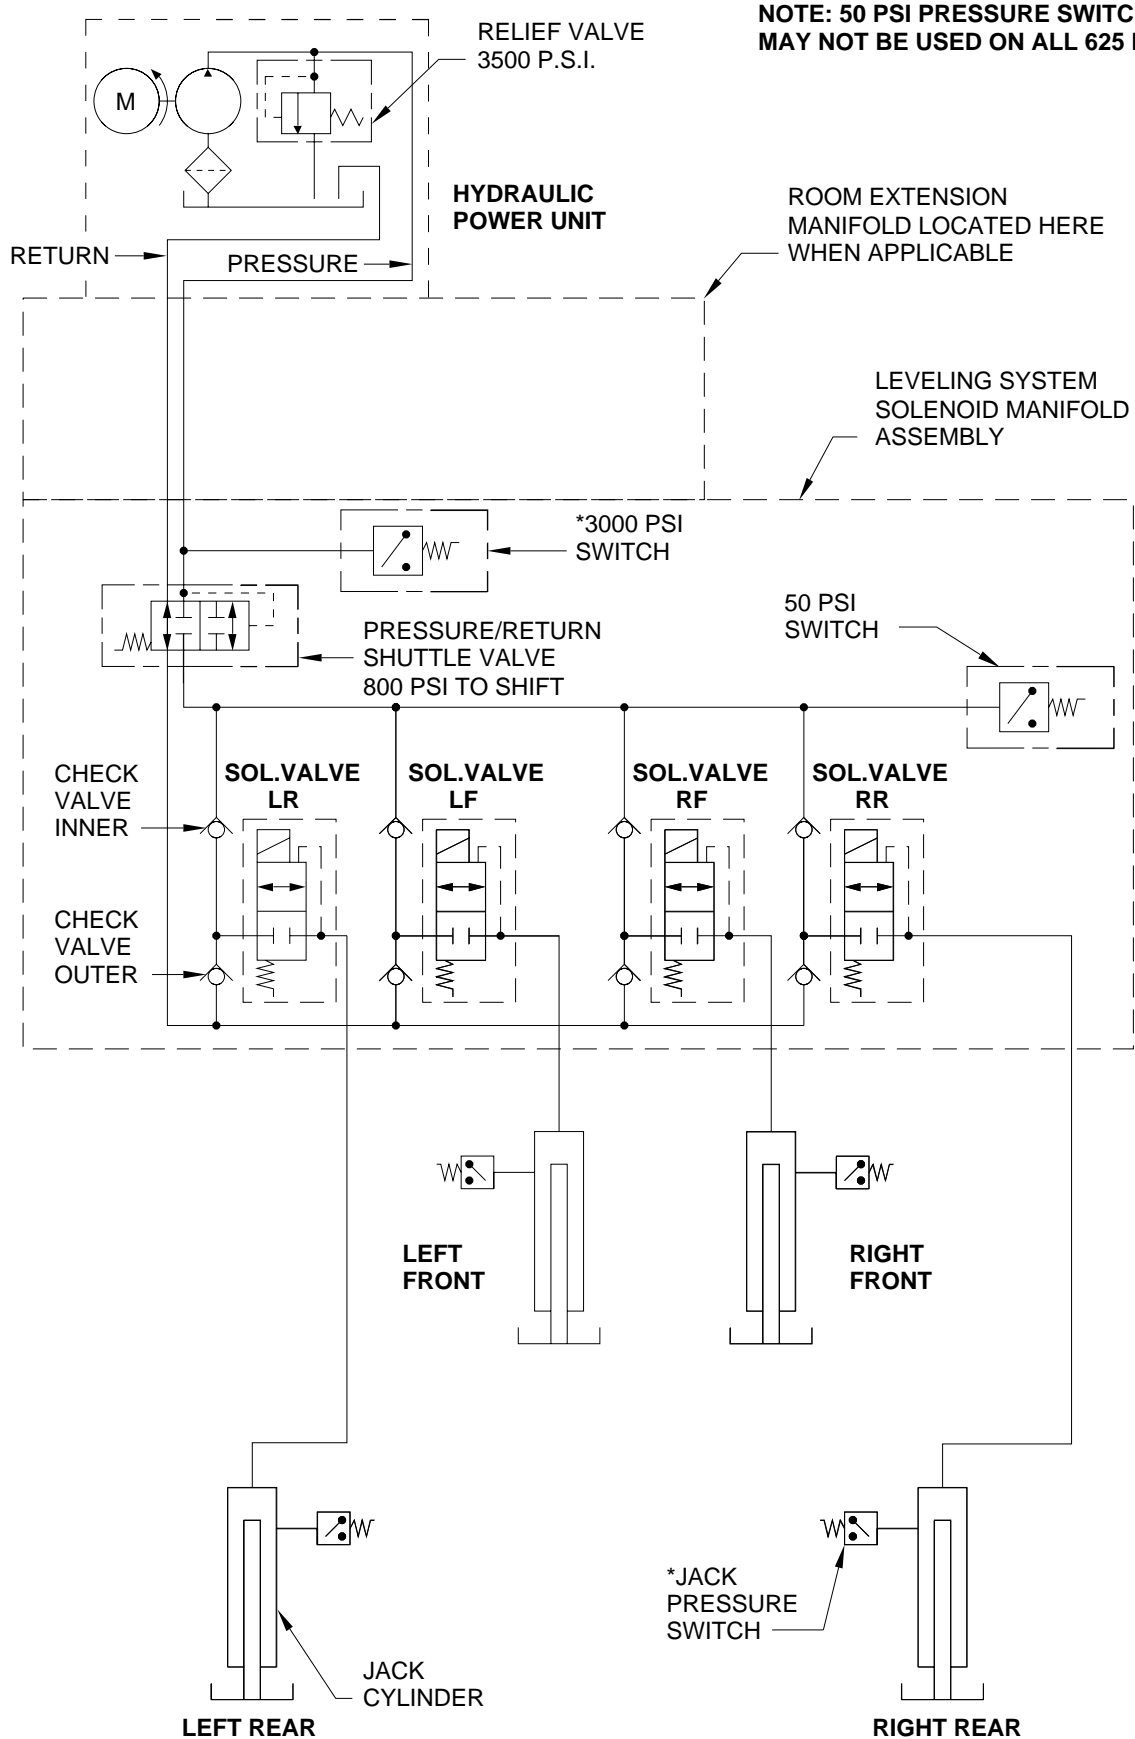 NOTE: 50 PSI PRESSURE SWITC
MAY NOT BE USED ON ALL 625
RELIEF VALVE
3500 P.S.I.
M
HYDRAULIC
POWER UNIT
ROOM EXTENSION
MANIFOLD LOCATED HERE
WHEN APPLICABLE
RETURN
PRESSURE
LEVELING SYSTEM
SOLENOID MANIFOLD
ASSEMBLY
*3000 PSI
SWITCH
50 PSI
SWITCH
PRESSURE/RETURN
SHUTTLE VALVE
800 PSI TO SHIFT
CHECK
VALVE
INNER
SOL.VALVE
LR
SOL.VALVE
LF
SOL.VALVE
RF
SOL.VALVE
RR
CHECK
VALVE
OUTER
LEFT
FRONT
RIGHT
FRONT
*JACK
PRESSURE
SWITCH
JACK
CYLINDER
LEFT REAR
RIGHT REAR